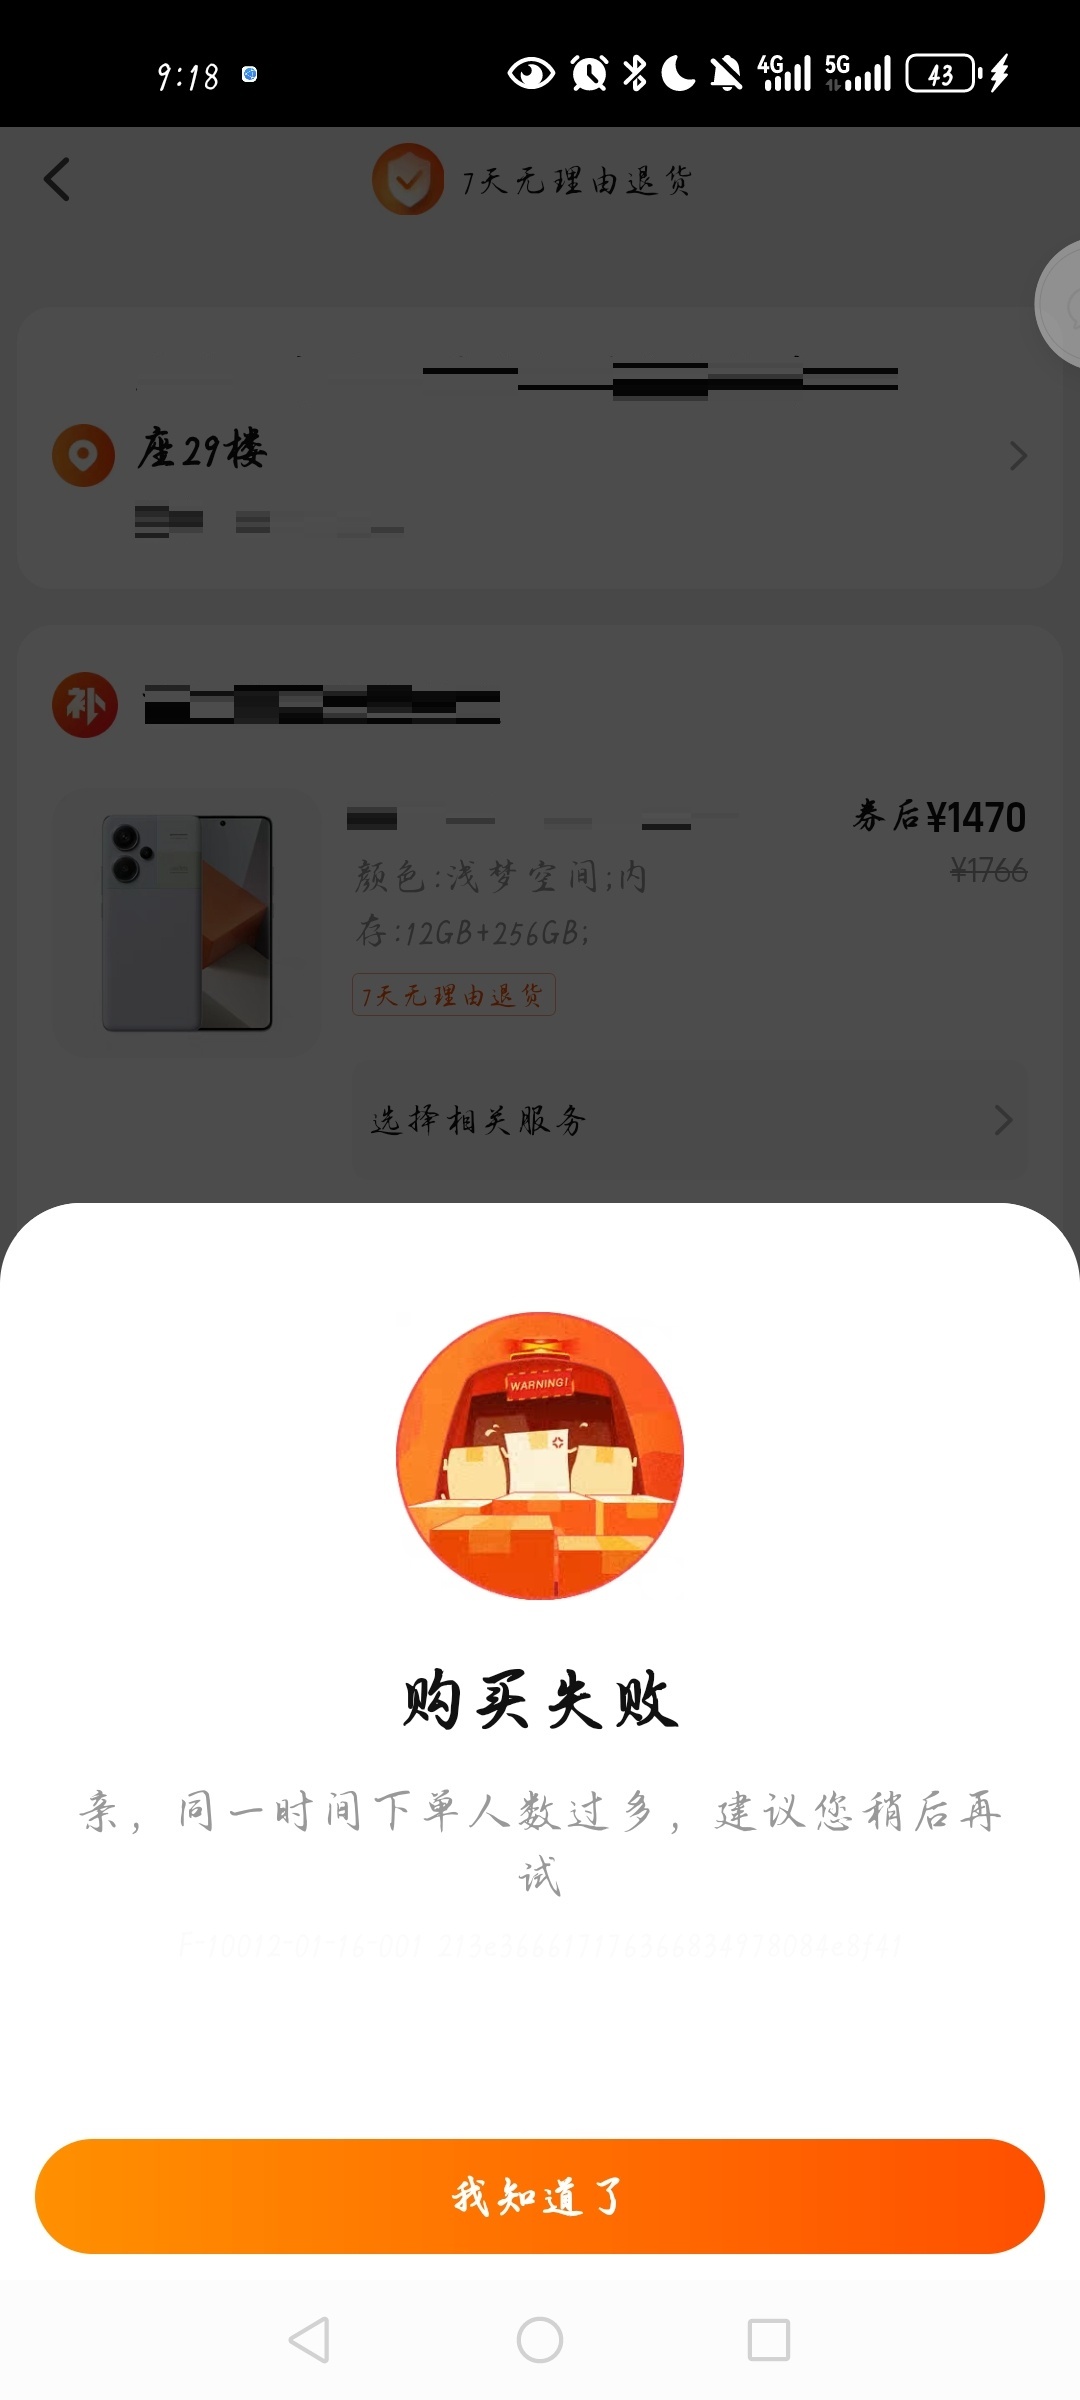 9:18
4G
5G
43
7天无理由退货
座29楼
补
券后¥1470
¥1766
颜色:浅梦空间;内
存:12GB+256GB;
7天无理由退货
选择相关服务
WARNING!
购买失败
亲，同一时间下单人数过多，建议您稍后再
试
我知道了